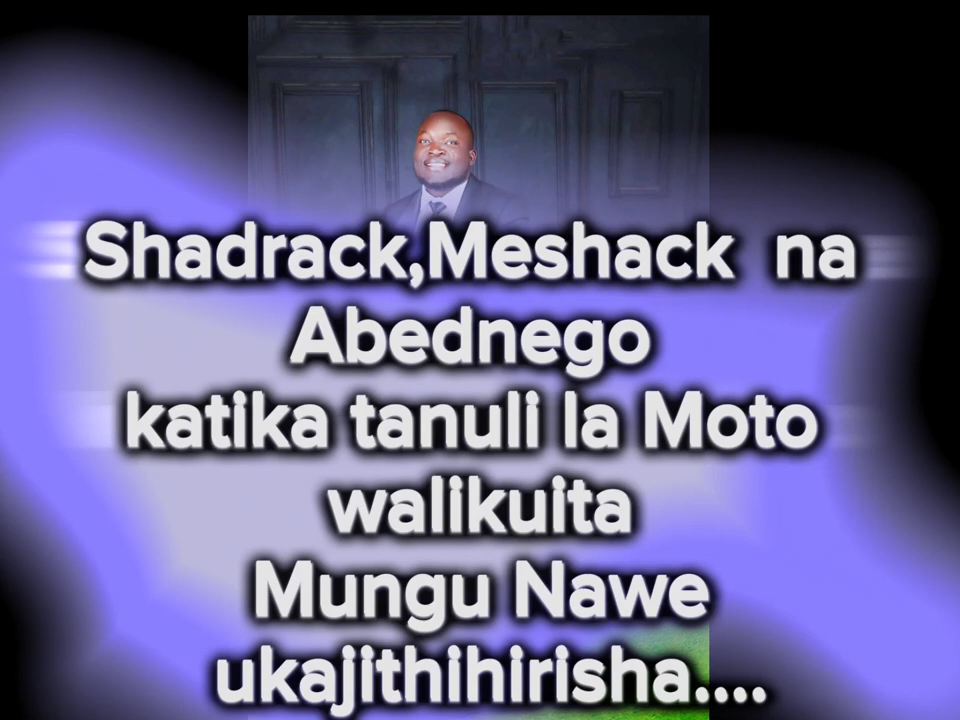 Shadrack,Meshack na
Abednego
katika tanuli la Moto
walikuita
Mungu Nawe
ukajithihirisha....